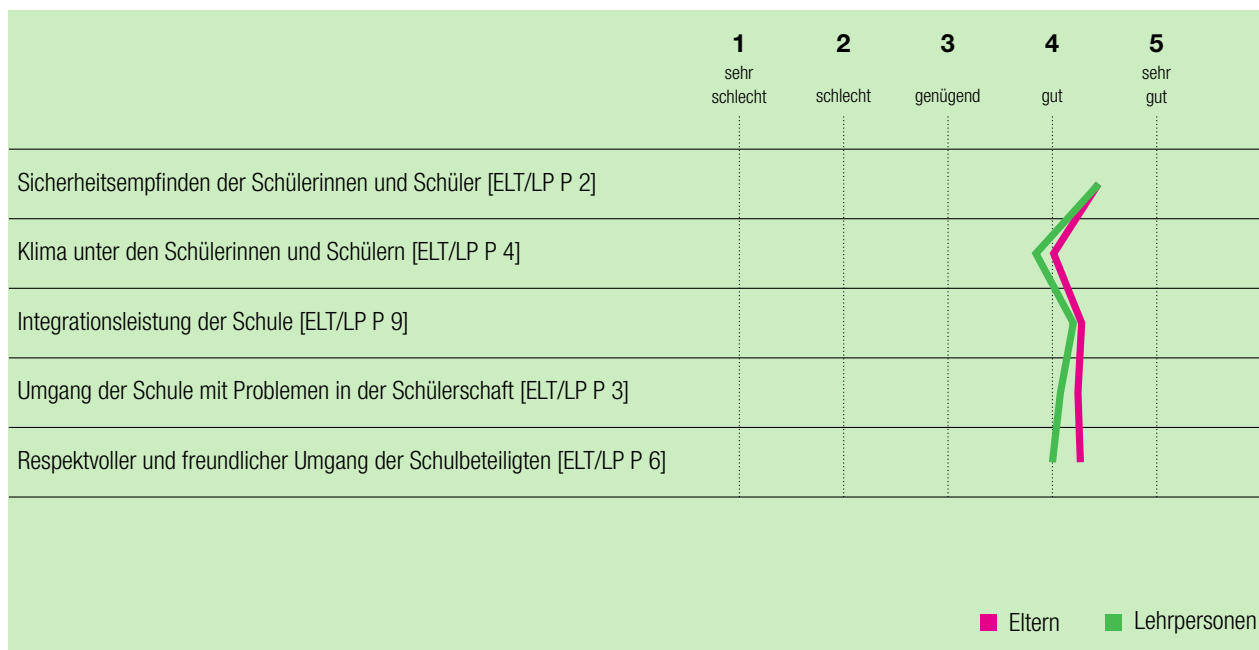 1 2 3 4 5
sehr sehr
schlecht schlecht genügend gut gut
Sicherheitsempfinden der Schülerinnen und Schüler [ELT/LP P 2]
Klima unter den Schülerinnen und Schülern [ELT/LP P 4]
Integrationsleistung der Schule [ELT/LP P 9]
Umgang der Schule mit Problemen in der Schülerschaft [ELT/LP P 3]
Respektvoller und freundlicher Umgang der Schulbeteiligten [ELT/LP P 6]
Eltern Lehrpersonen